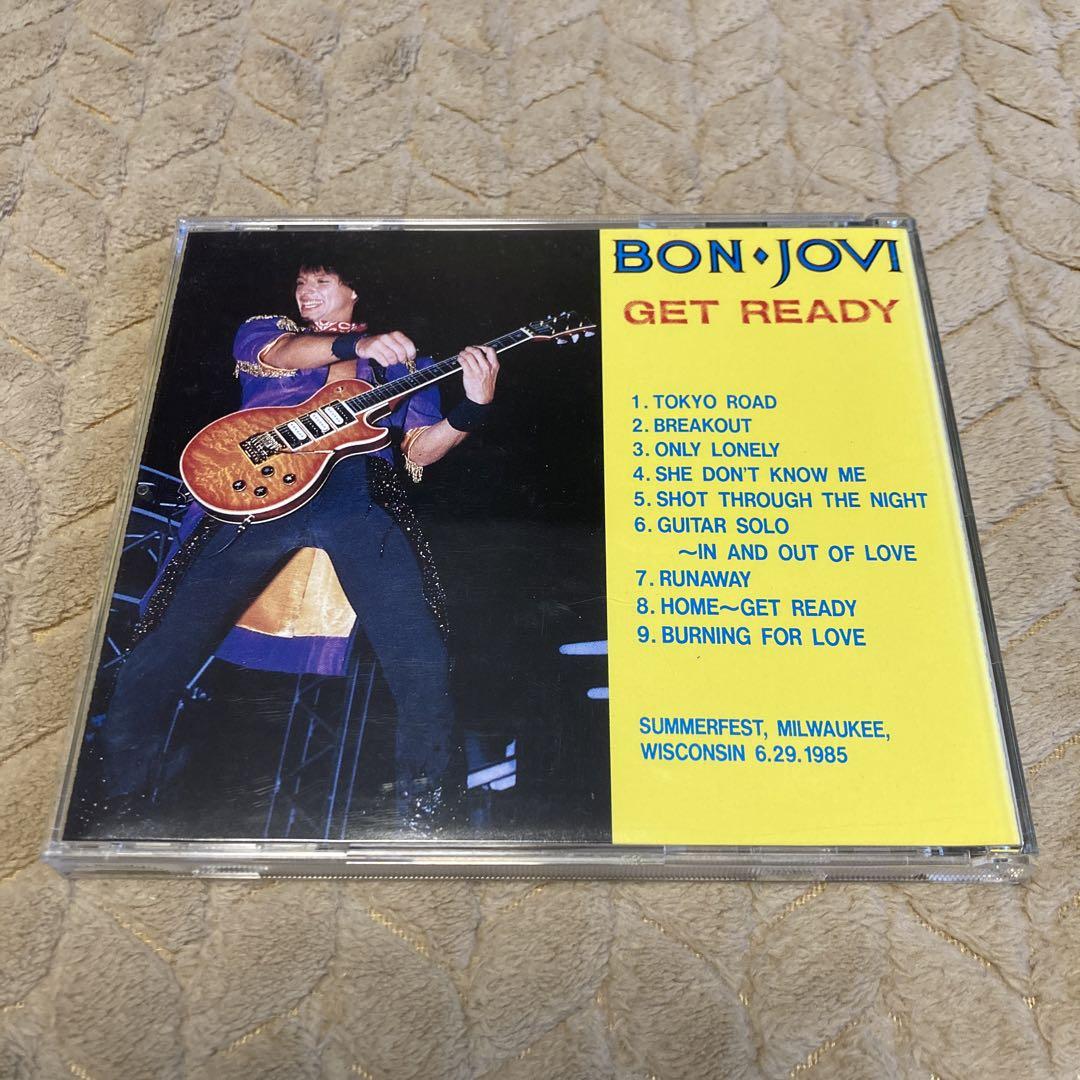 BON♦JOVI
GET READY
1. TOKYO ROAD
2. BREAKOUT
3. ONLY LONELY
4. SHE DON'T KNOW ME
5. SHOT THROUGH THE NIGHT
6. GUITAR SOLO
~IN AND OUT OF LOVE
7. RUNAWAY
8. HOME~GET READY
9. BURNING FOR LOVE
SUMMERFEST, MILWAUKEE,
WISCONSIN 6.29.1985